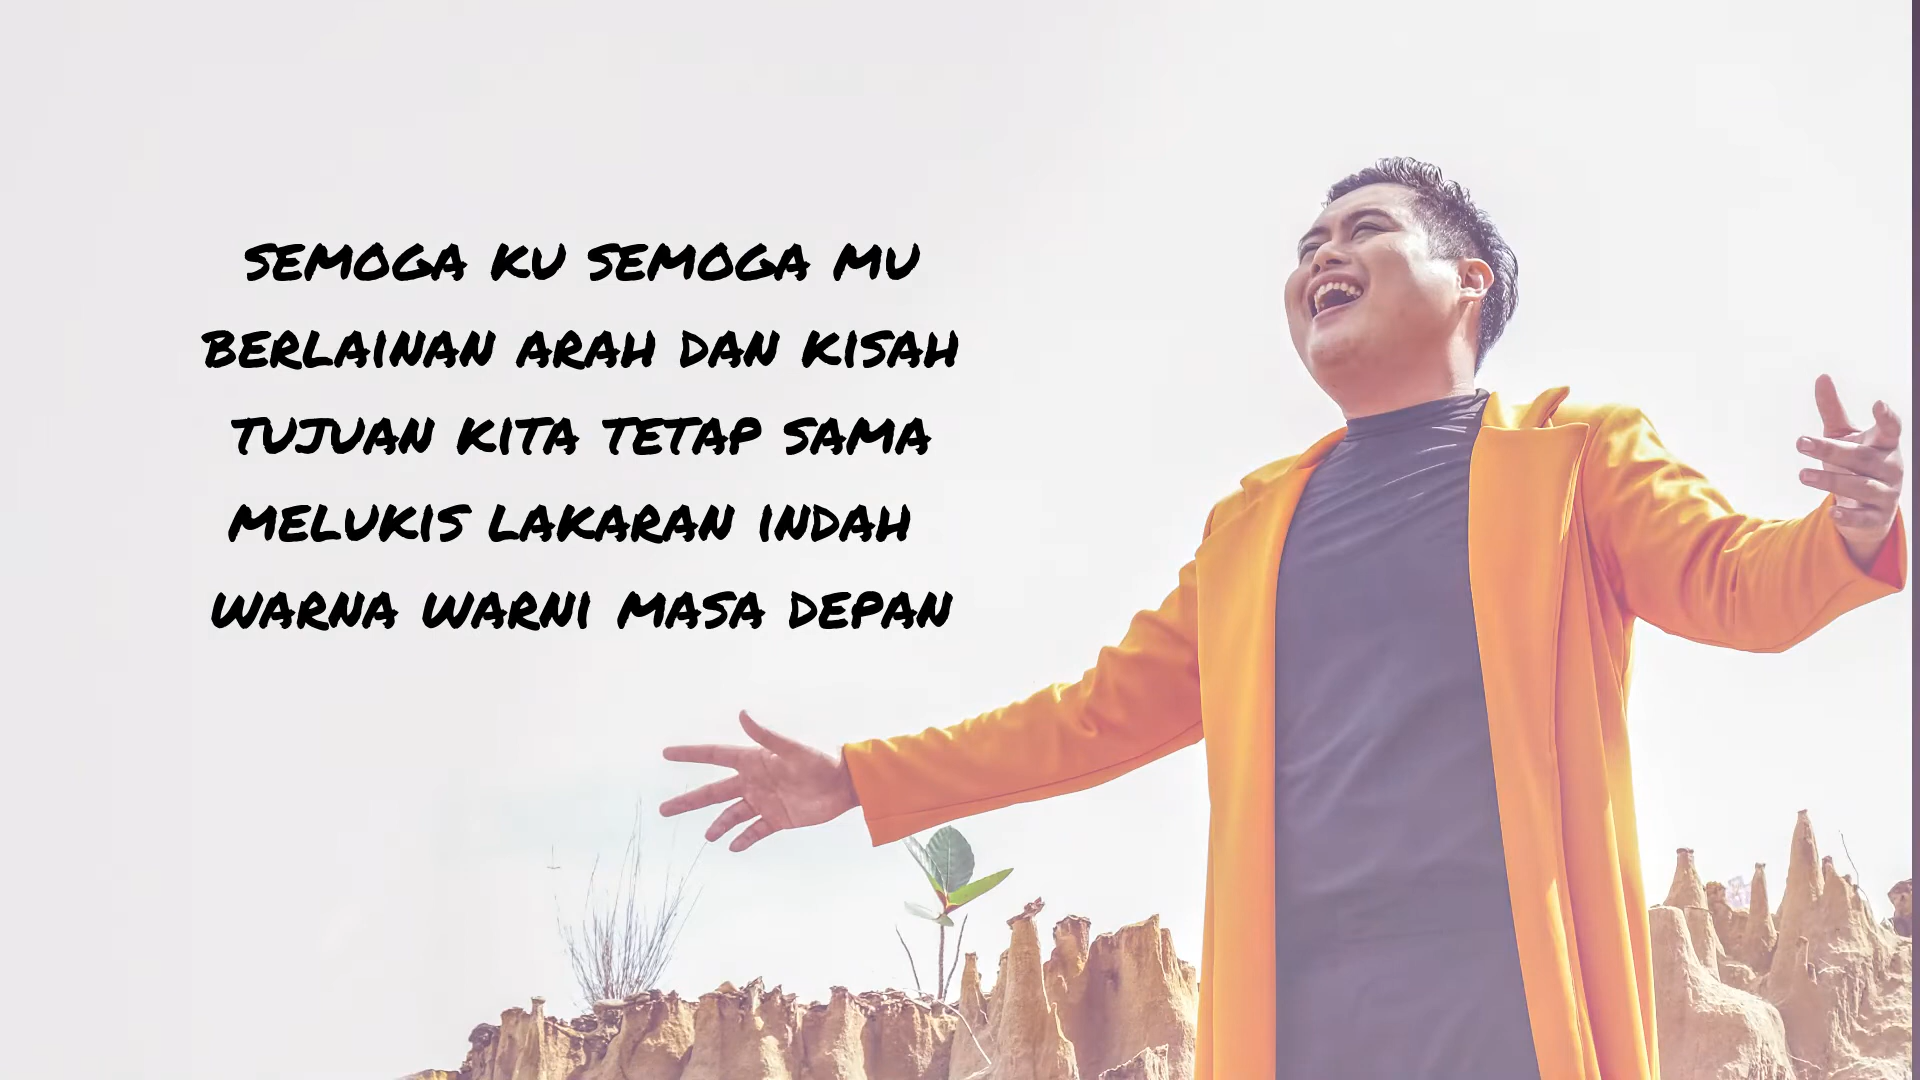 SEMOGA KU SEMOGA MU
BERLAINAN ARAH DAN KISAH
TUJUAN KITA TETAP SAMA
MELUKIS LAKARAN INDAH
WARNA WARNI MASA DEPAN